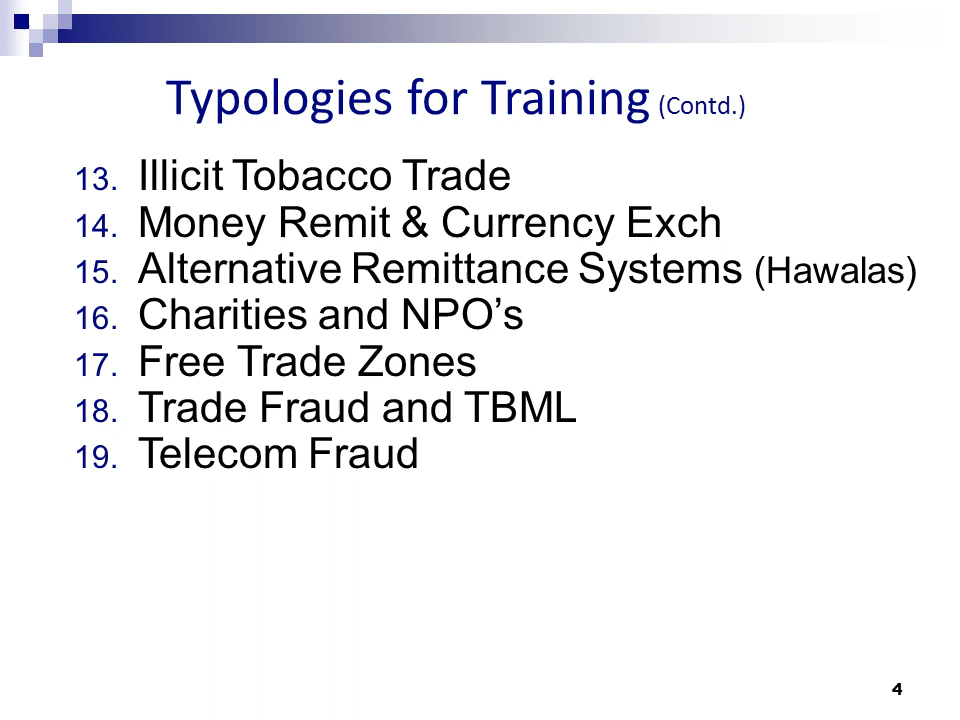 Typologies for Training (Contd.)
13. Illicit Tobacco Trade
14. Money Remit & Currency Exch
15. Alternative Remittance Systems (Hawalas)
16. Charities and NPO’s
17. Free Trade Zones
18. Trade Fraud and TBML
19. Telecom Fraud
4